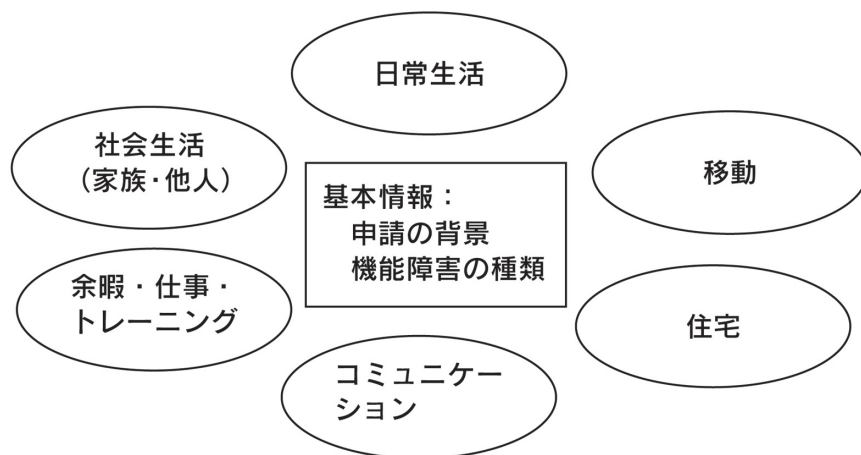 日常生活
社会生活
（家族・他人）
移動
基本情報：
申請の背景
機能障害の種類
余暇・仕事・
トレーニング
住宅
コミュニケー
ション